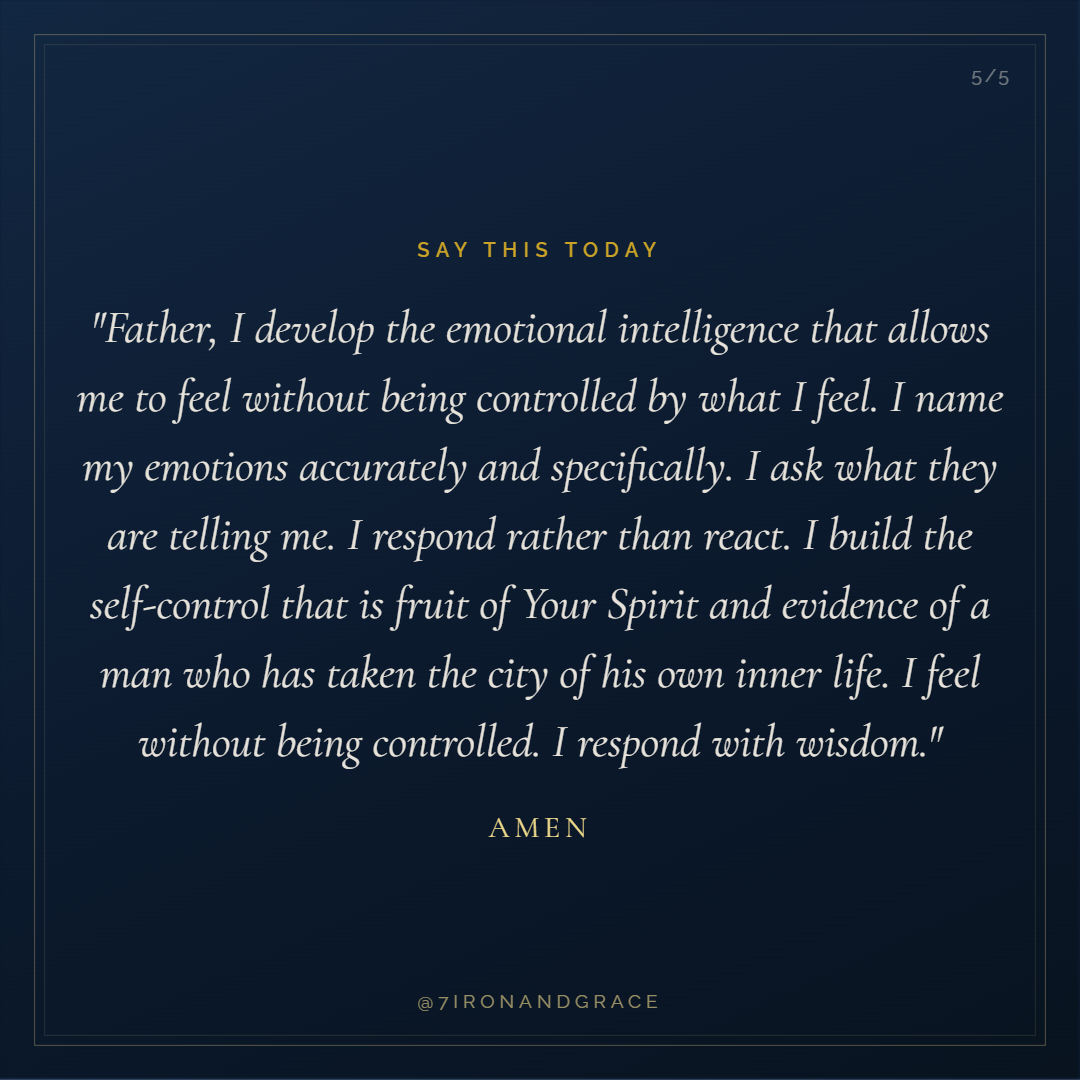 5/5
SAY THIS TODAY
"Father, I develop the emotional intelligence that allows
me to feel without being controlled by what I feel. I name
my emotions accurately and specifically. I ask what they
are telling me. I respond rather than react. I build the
self-control that is fruit of Your Spirit and evidence of a
man who has taken the city of his own inner life. I feel
without being controlled. I respond with wisdom."
AMEN
@7IRONANDGRACE